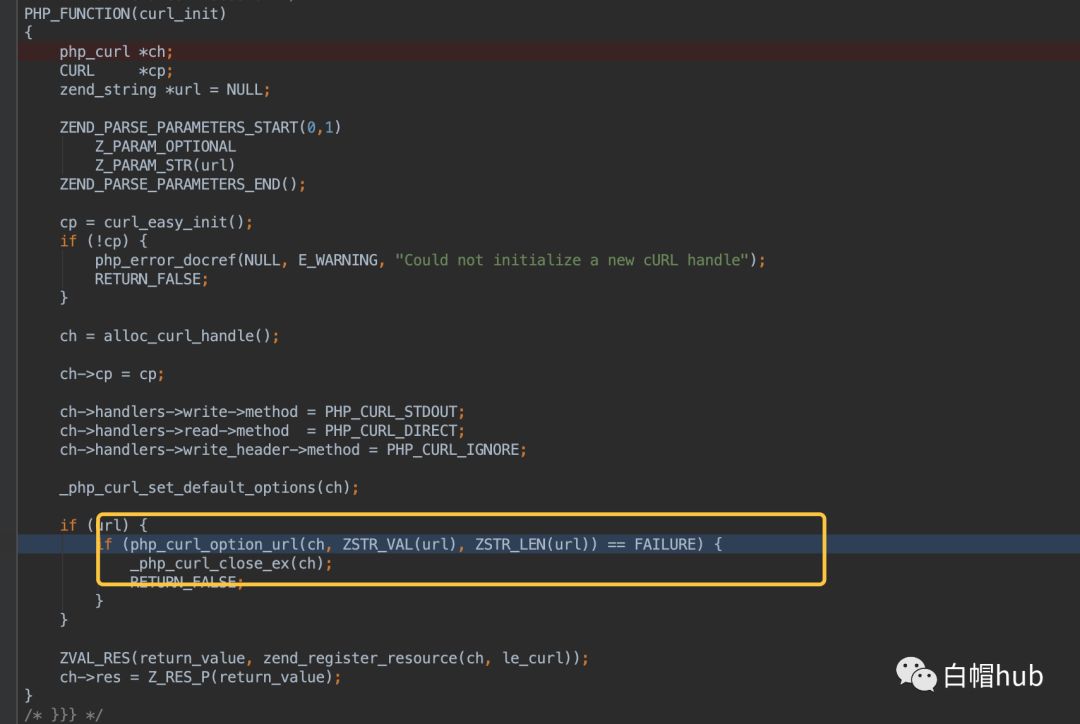 PHP_FUNCTION(curl_init)
{
    php_curl *ch;
    CURL     *cp;
    zend_string *url = NULL;

    ZEND_PARSE_PARAMETERS_START(0,1)
        Z_PARAM_OPTIONAL
        Z_PARAM_STR(url)
    ZEND_PARSE_PARAMETERS_END();

    cp = curl_easy_init();
    if (!cp) {
        php_error_docref(NULL, E_WARNING, "Could not initialize a new cURL handle");
        RETURN_FALSE;
    }

    ch = alloc_curl_handle();

    ch->cp = cp;

    ch->handlers->write->method = PHP_CURL_STDOUT;
    ch->handlers->read->method  = PHP_CURL_DIRECT;
    ch->handlers->write_header->method = PHP_CURL_IGNORE;

    _php_curl_set_default_options(ch);

    if (url) {
        if (php_curl_option_url(ch, ZSTR_VAL(url), ZSTR_LEN(url)) == FAILURE) {
            _php_curl_close_ex(ch);
            RETURN_FALSE;
        }
    }

    ZVAL_RES(return_value, zend_register_resource(ch, le_curl));
    ch->res = Z_RES_P(return_value);
}
/* }}} */
白帽hub